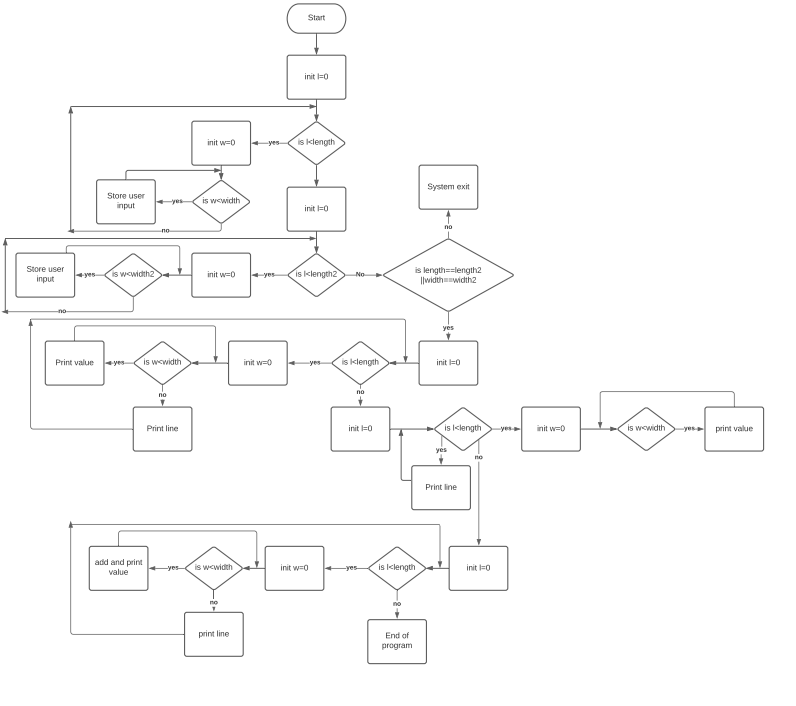 Start
init l=0
is l<length
yes
init w=0
is w<width
yes
Store user
input
no
init l=0
System exit
no
is l<length2
yes
No
init w=0
is w<width2
yes
Store user
input
no
is length==length2
||width==width2
yes
init l=0
is l<length
yes
init w=0
is w<width
yes
Print value
no
Print line
no
init l=0
is l<length
yes
init w=0
is w<width
yes
print value
yes
Print line
no
init l=0
is l<length
yes
init w=0
is w<width
yes
add and print
value
no
print line
no
End of
program